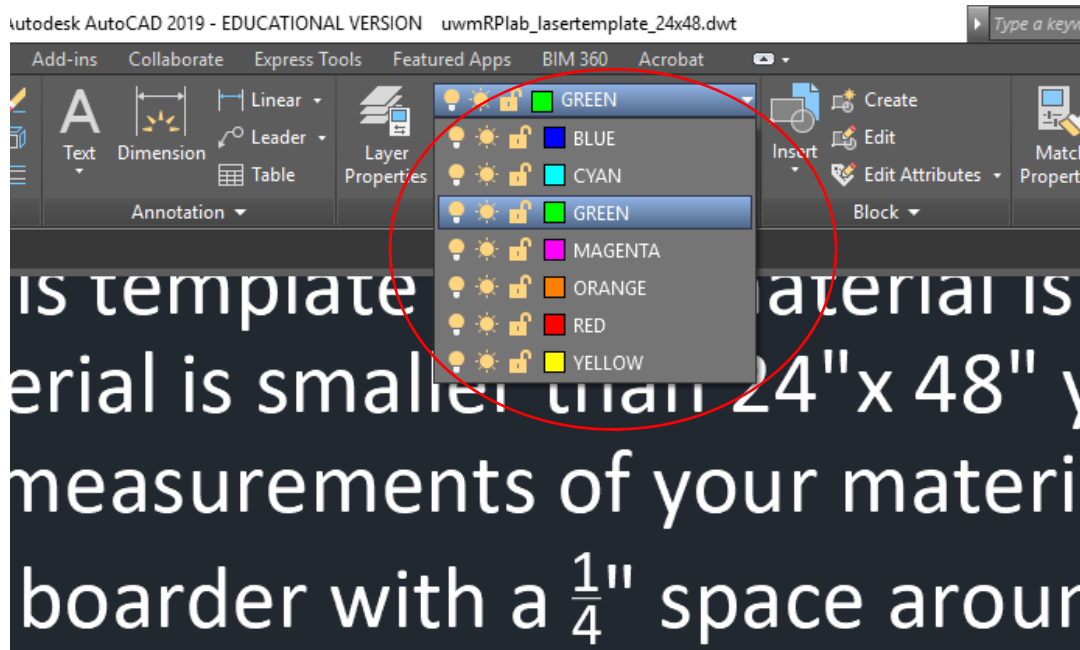 Autodesk AutoCAD 2019 - EDUCATIONAL VERSION uwmRPlab_lasertemplate_24x48.dwt Type a keyw
Add-ins Collaborate Express Tools Featured Apps BIM 360 Acrobat
Linear GREEN Create
Leader BLUE Edit
Text Dimension Layer Insert Match
Table Properties CYAN Edit Attributes Propert
Annotation GREEN Block
MAGENTA
ORANGE
RED
YELLOW
is template aterial is
erial is smaller than 24"x 48" y
measurements of your materi
boarder with a 1/4" space aroun